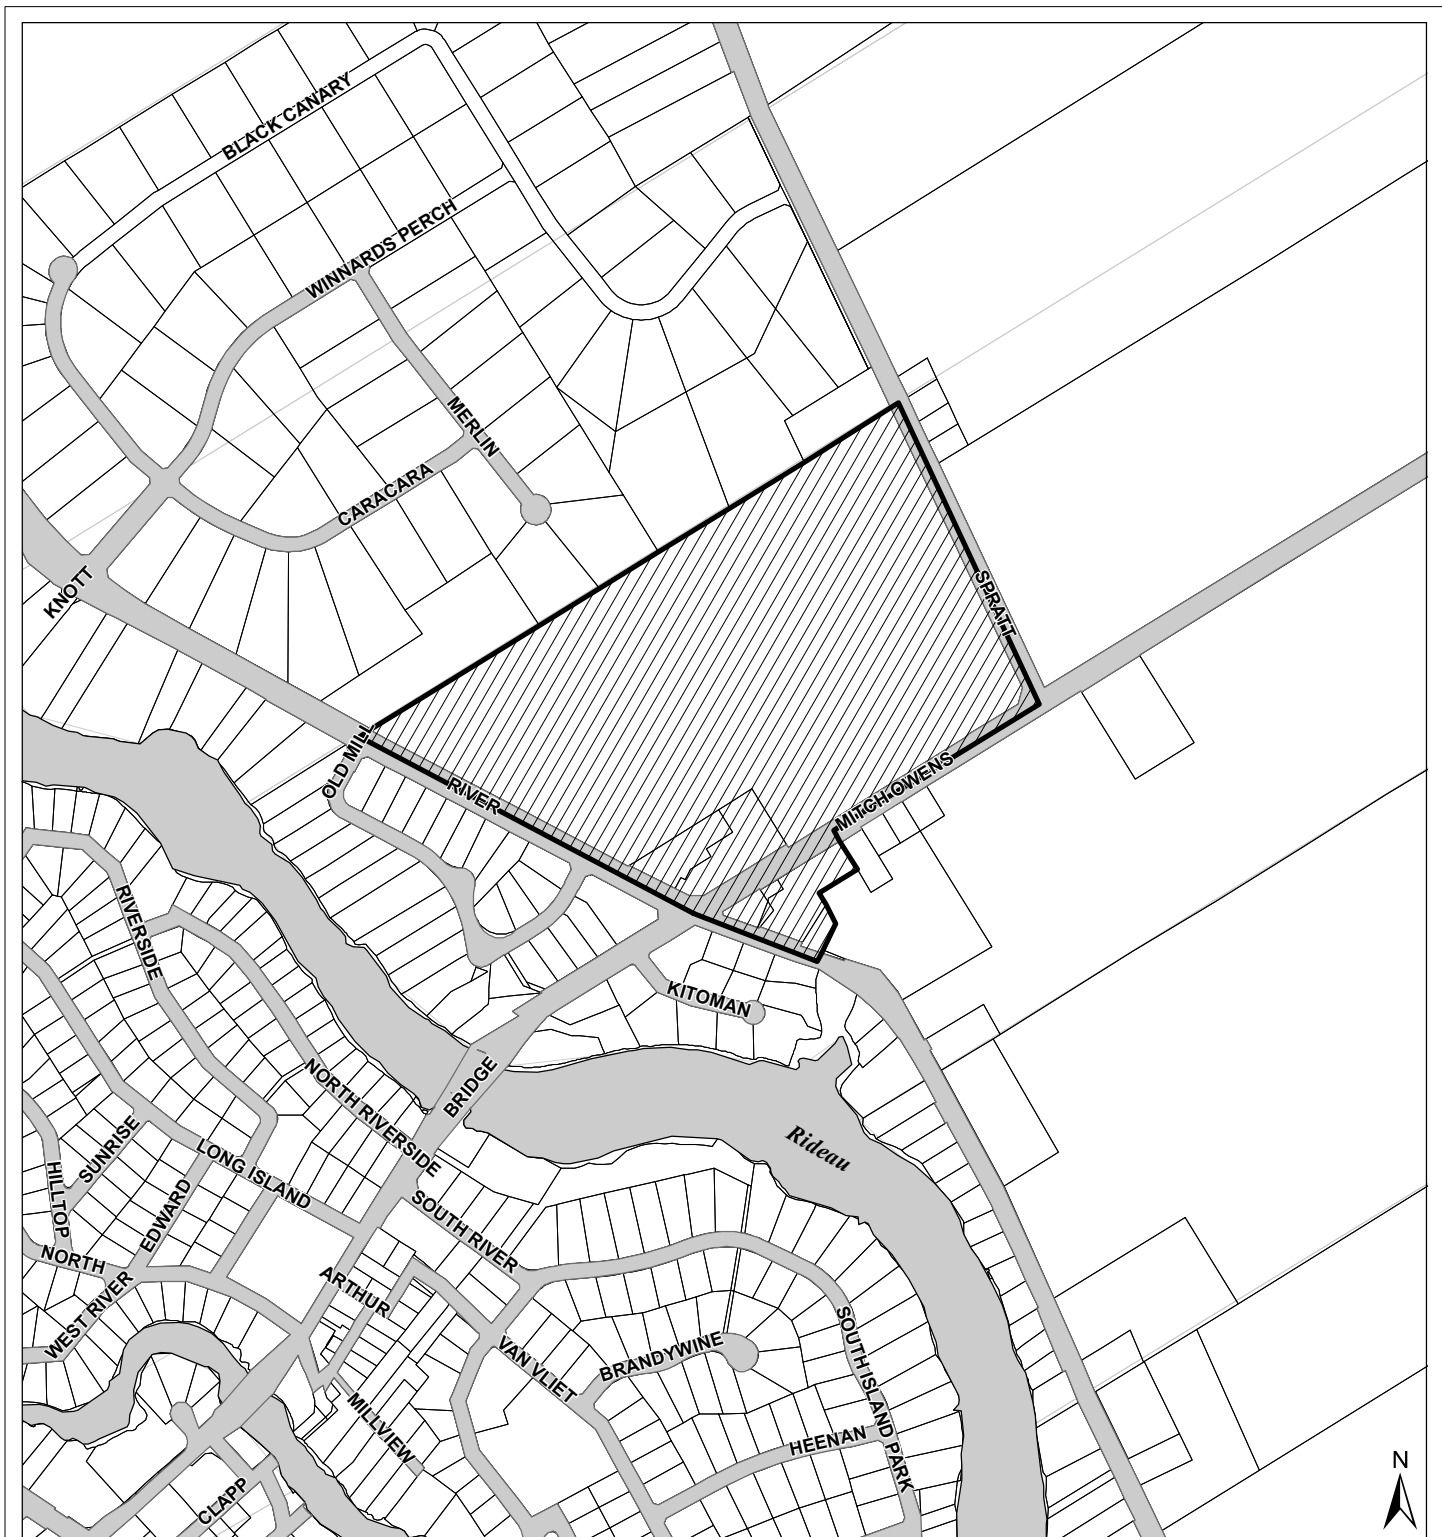 BLACK CANARY
WINNARDS PERCH
MERLIN
CARACARA
KNOTT
SPRATT
OLD MILL
RIVER
MITCH OWENS
RIVERSIDE
KITOMAN
BRIDGE
NORTH RIVERSIDE
Rideau
SUNRISE
LONG ISLAND
HILLTOP
EDWARD
SOUTH RIVER
NORTH
ARTHUR
WEST RIVER
SOUTH ISLAND PARK
VAN VLIET
BRANDYWINE
MILLVIEW
HEENAN
N
CLAPP